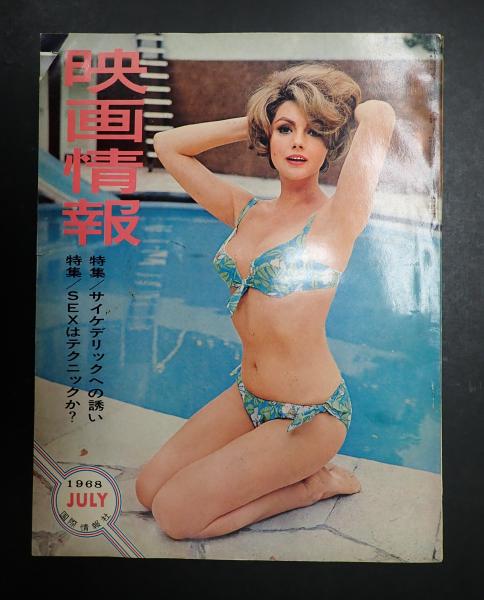 映画情報
特集/サイケデリックへの誘い
特集/SEXはテクニックか?
1968
JULY
国際情報社